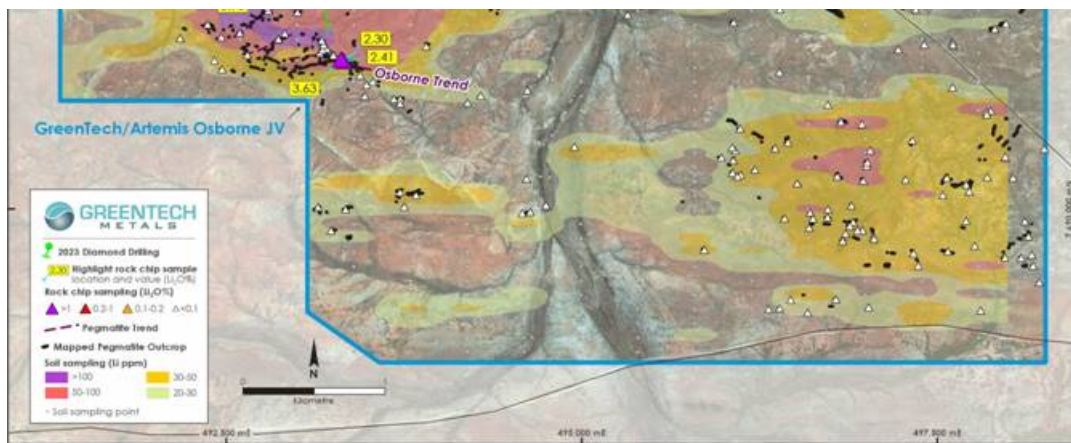 2.30
2.41
Osborne Trend
3.63
GreenTech/Artemis Osborne JV
GREENTECH
METALS
2023 Diamond Drilling
2.30 Highlight rock chip sample
location and value (Li₂O%)
Rock chip sampling (Li₂O%)
>1 0.2-1 0.1-0.2 <0.1
Pegmatite Trend
Mapped Pegmatite Outcrop
Soil sampling (Li ppm)
>100 30-50
50-100 20-30
Soil sampling point
N
0 1
Kilometre
492,500 mE 495,000 mE 497,500 mE